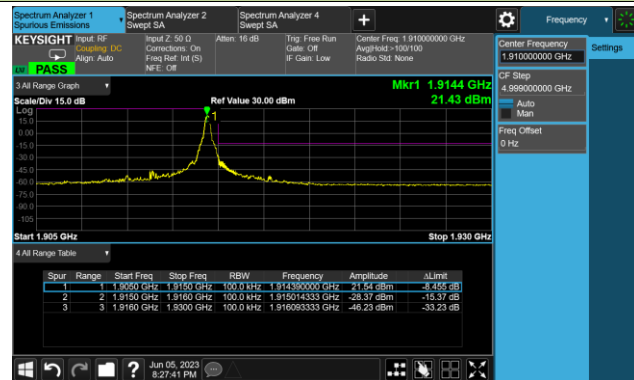 Spectrum Analyzer 1
Spurious Emissions
Spectrum Analyzer 2
Swept SA
Spectrum Analyzer 4
Swept SA
Frequency
KEYSIGHT
Input: RF
Coupling: DC
Align: Auto
Input Z: 50 Ω
Corrections: On
Freq Ref: Int (S)
NFE: Off
Atten: 16 dB
Trig: Free Run
Gate: Off
IF Gain: Low
Center Freq: 1.910000000 GHz
Avg|Hold:>100/100
Radio Std: None
PASS
Center Frequency
1.910000000 GHz
Settings
CF Step
4.999000000 GHz
Auto
Man
Freq Offset
0 Hz
3 All Range Graph
Mkr1 1.9144 GHz
Scale/Div 15.0 dB
Ref Value 30.00 dBm
21.43 dBm
Log
1
15.0
0.00
-15.0
-30.0
-45.0
-60.0
-75.0
-90.0
-105
Start 1.905 GHz
Stop 1.930 GHz
4 All Range Table
Spur Range Start Freq Stop Freq RBW Frequency Amplitude ΔLimit
1 1 1.9050 GHz 1.9150 GHz 100.0 kHz 1.914390000 GHz 21.54 dBm -8.455 dB
2 2 1.9150 GHz 1.9160 GHz 100.0 kHz 1.915014333 GHz -28.37 dBm -15.37 dB
3 3 1.9160 GHz 1.9300 GHz 100.0 kHz 1.916093333 GHz -46.23 dBm -33.23 dB
Jun 05, 2023
8:27:41 PM